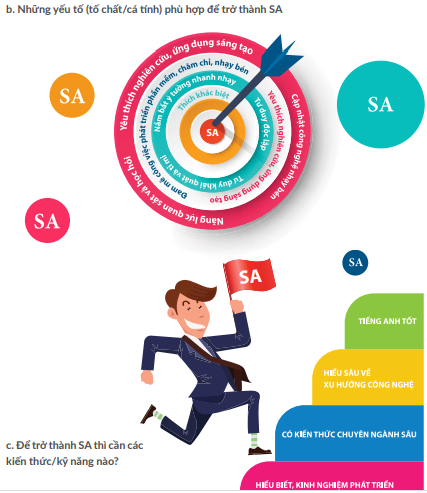 b. Những yếu tố (tố chất/cá tính) phù hợp để trở thành SA
SA
SA
SA
Yêu thích nghiên cứu, ứng dụng sáng tạo
Cập nhật công nghệ nhạy bén
Năng lực quan sát và học hỏi
Đam mê công việc phát triển phần mềm, chăm chỉ, nhạy bén
Yêu thích nghiên cứu, ứng dụng sáng tạo
Nắm bắt ý tưởng nhanh nhạy
Tư duy độc lập
Tư duy khái quát và tỉ mỉ
Thích khác biệt
SA
SA
SA
TIẾNG ANH TỐT
HIỂU SÂU VỀ
XU HƯỚNG CÔNG NGHỆ
CÓ KIẾN THỨC CHUYÊN NGÀNH SÂU
c. Để trở thành SA thì cần các
kiến thức/kỹ năng nào?
HIỂU BIẾT, KINH NGHIỆM PHÁT TRIỂN